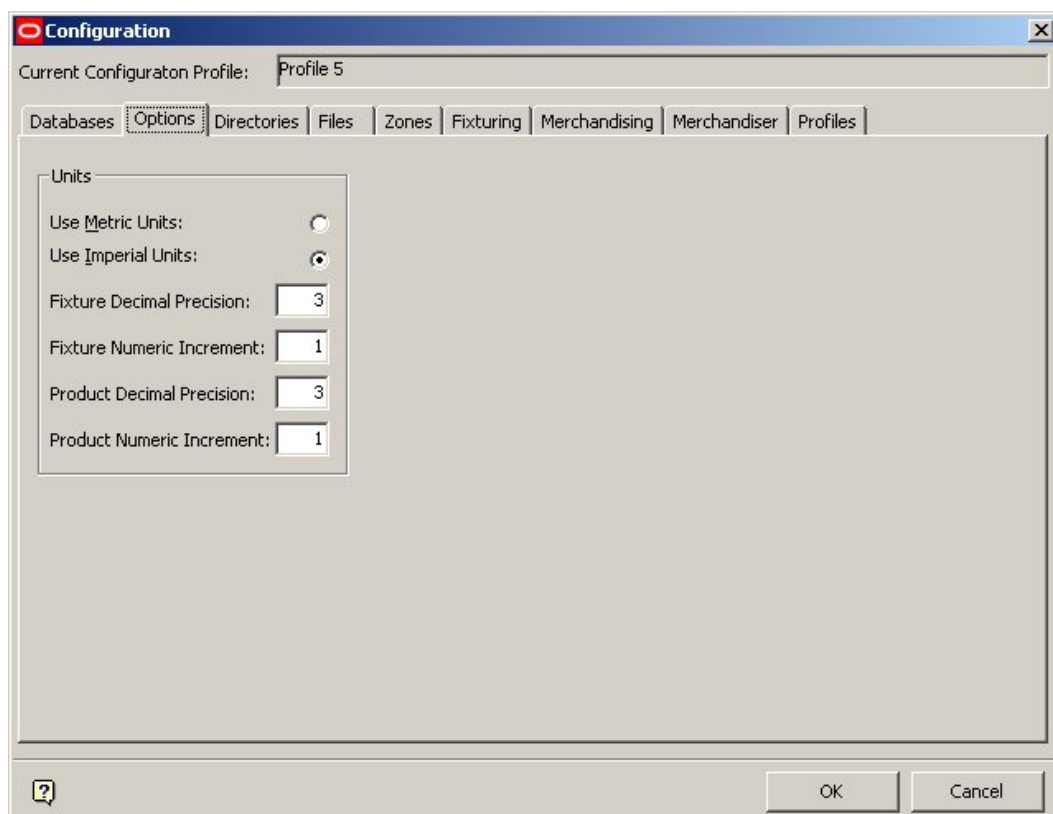 Configuration
Current Configuraton Profile: Profile 5
Databases Options Directories Files Zones Fixturing Merchandising Merchandiser Profiles
Units
Use Metric Units:
Use Imperial Units:
Fixture Decimal Precision: 3
Fixture Numeric Increment: 1
Product Decimal Precision: 3
Product Numeric Increment: 1
? OK Cancel